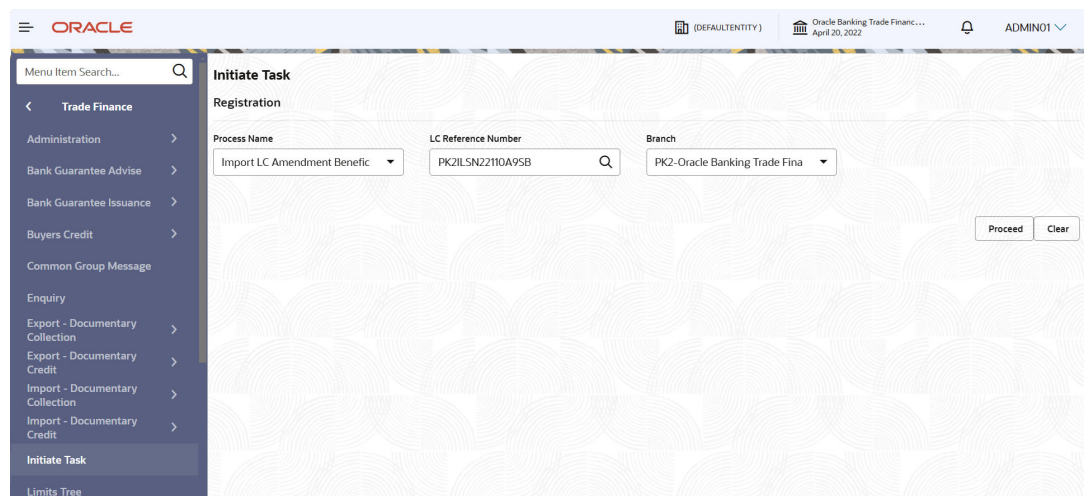 ORACLE
(DEFAULTENTITY)
Oracle Banking Trade Financ...
April 20, 2022
ADMIN01
Menu Item Search...
Trade Finance
Administration
Bank Guarantee Advise
Bank Guarantee Issuance
Buyers Credit
Common Group Message
Enquiry
Export - Documentary
Collection
Export - Documentary
Credit
Import - Documentary
Collection
Import - Documentary
Credit
Initiate Task
Limits Tree
Initiate Task
Registration
Process Name
LC Reference Number
Branch
Import LC Amendment Benefic
PK2ILSN22110A9SB
PK2-Oracle Banking Trade Fina
Proceed
Clear